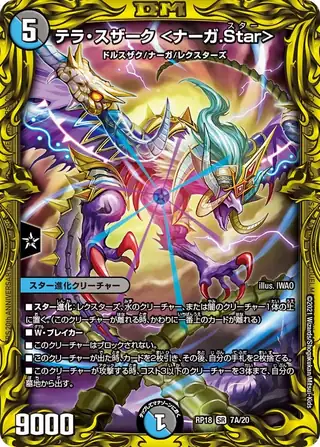 DM
5
テラ・スザーク <ナーガ.Star>
スター
ドルスザク/ナーガ/レクスターズ
スター進化クリーチャー
illus. IWAO
■スター進化:レクスターズ、水のクリーチャー、または闇のクリーチャー1体の上
に置く。(このクリーチャーが離れる時、かわりに一番上のカードが離れる)
■W・ブレイカー
■このクリーチャーはブロックされない。
■このクリーチャーが出た時、カードを2枚引き、その後、自分の手札を2枚捨てる。
■このクリーチャーが攻撃する時、コスト3以下のクリーチャーを3体まで、自分の
墓地から出す。
9000
1
RP18 SR 7A/20